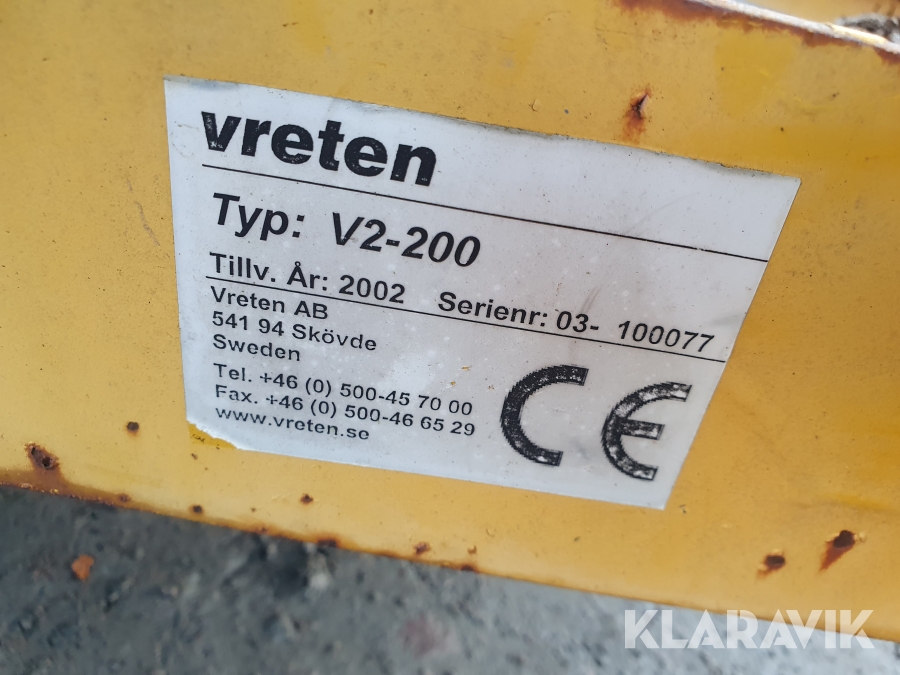 vreten
Typ: V2-200
Tillv. År: 2002 Serienr: 03- 100077
Vreten AB
541 94 Skövde
Sweden
Tel. +46 (0) 500-45 70 00
Fax. +46 (0) 500-46 65 29
www.vreten.se
CE
KLARAVIK